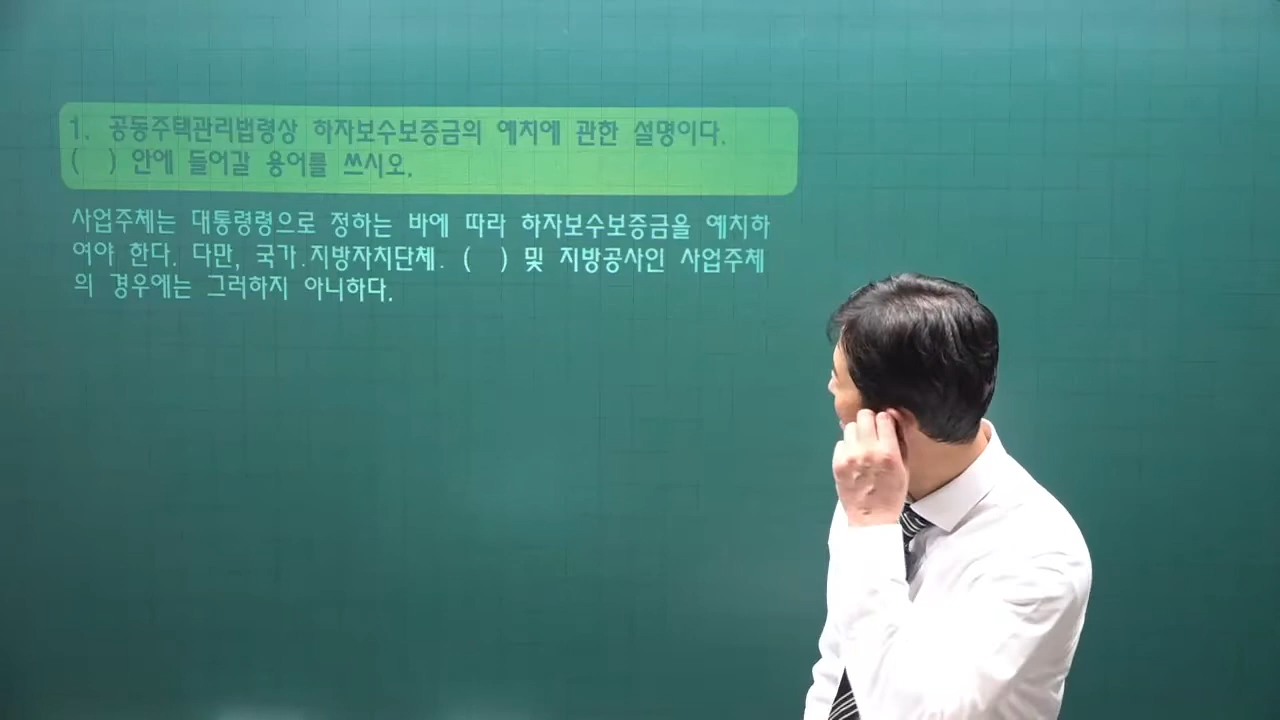 1. 공동주택관리법령상 하자보수보증금의 예치에 관한 설명이다.
(  ) 안에 들어갈 용어를 쓰시오.
사업주체는 대통령령으로 정하는 바에 따라 하자보수보증금을 예치하
여야 한다. 다만, 국가·지방자치단체·(  ) 및 지방공사인 사업주체
의 경우에는 그러하지 아니하다.